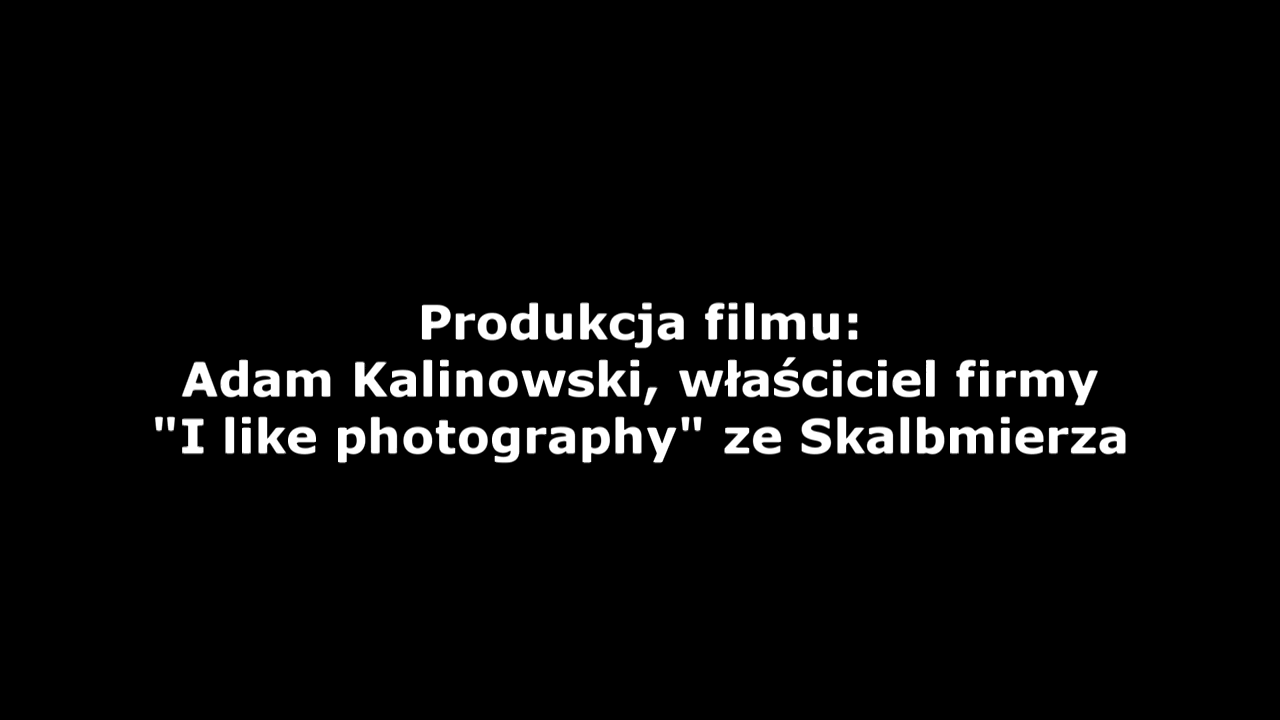 Produkcja filmu:
Adam Kalinowski, właściciel firmy
"I like photography" ze Skalbmierza